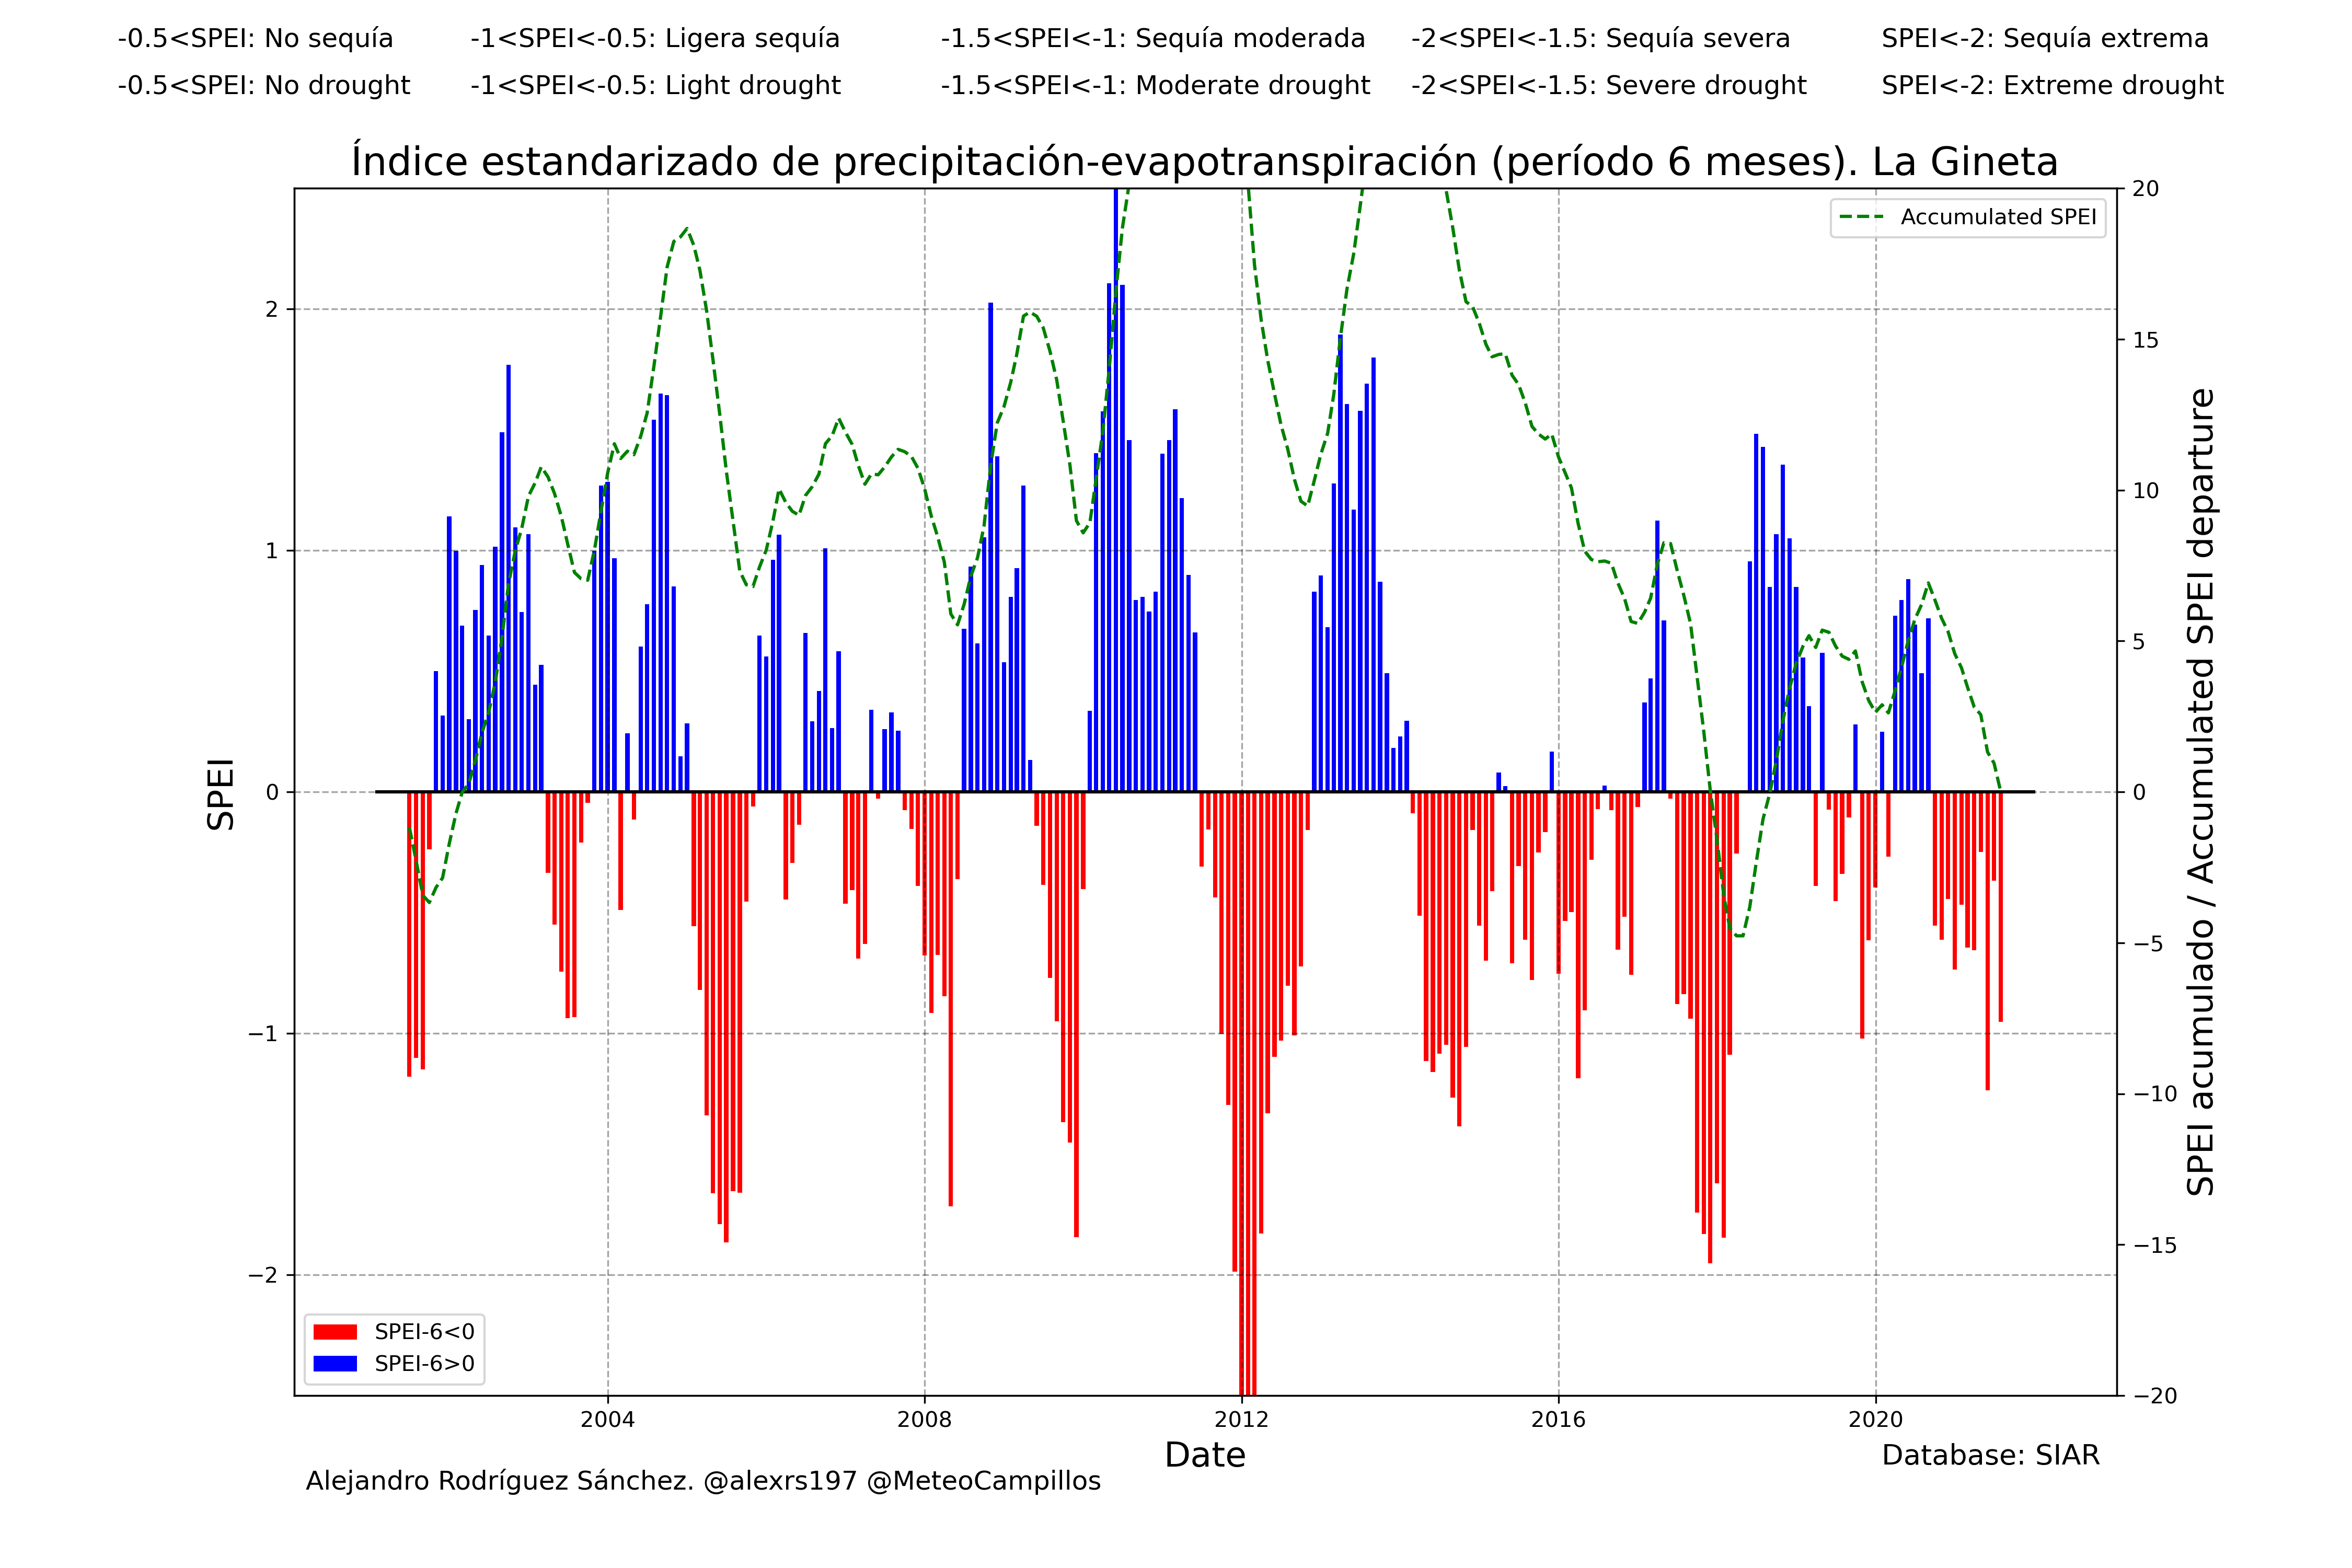 -0.5<SPEI: No sequía -1<SPEI<-0.5: Ligera sequía -1.5<SPEI<-1: Sequía moderada -2<SPEI<-1.5: Sequía severa SPEI<-2: Sequía extrema
-0.5<SPEI: No drought -1<SPEI<-0.5: Light drought -1.5<SPEI<-1: Moderate drought -2<SPEI<-1.5: Severe drought SPEI<-2: Extreme drought
Índice estandarizado de precipitación-evapotranspiración (período 6 meses). La Gineta
Accumulated SPEI
SPEI
2
1
0
−1
−2
20
15
10
5
0
−5
−10
−15
−20
SPEI acumulado / Accumulated SPEI departure
SPEI-6<0
SPEI-6>0
2004 2008 2012 2016 2020
Date
Database: SIAR
Alejandro Rodríguez Sánchez. @alexrs197 @MeteoCampillos